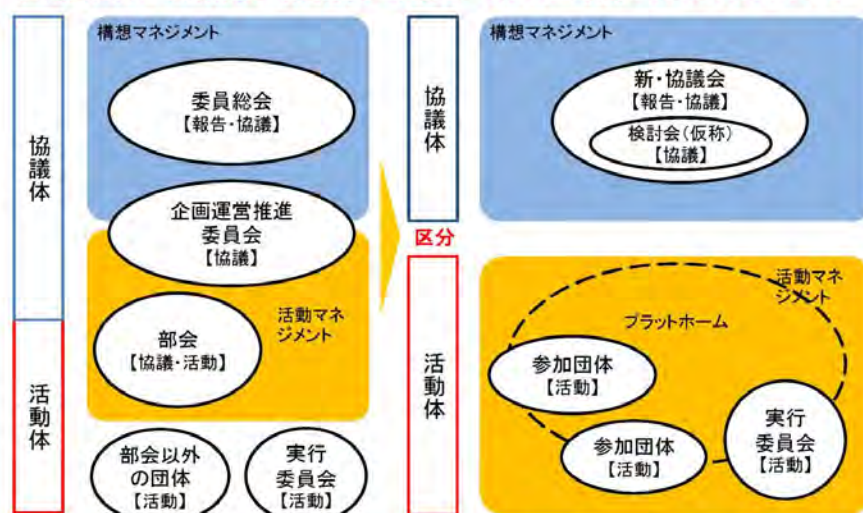 協議体
活動体
構想マネジメント
委員総会
【報告・協議】
企画運営推進
委員会
【協議】
部会
【協議・活動】
活動マネ
ジメント
部会以外
の団体
【活動】
実行
委員会
【活動】
協議体
区分
活動体
構想マネジメント
新・協議会
【報告・協議】
検討会（仮称）
【協議】
活動マネ
ジメント
プラットホーム
参加団体
【活動】
参加団体
【活動】
実行
委員会
【活動】